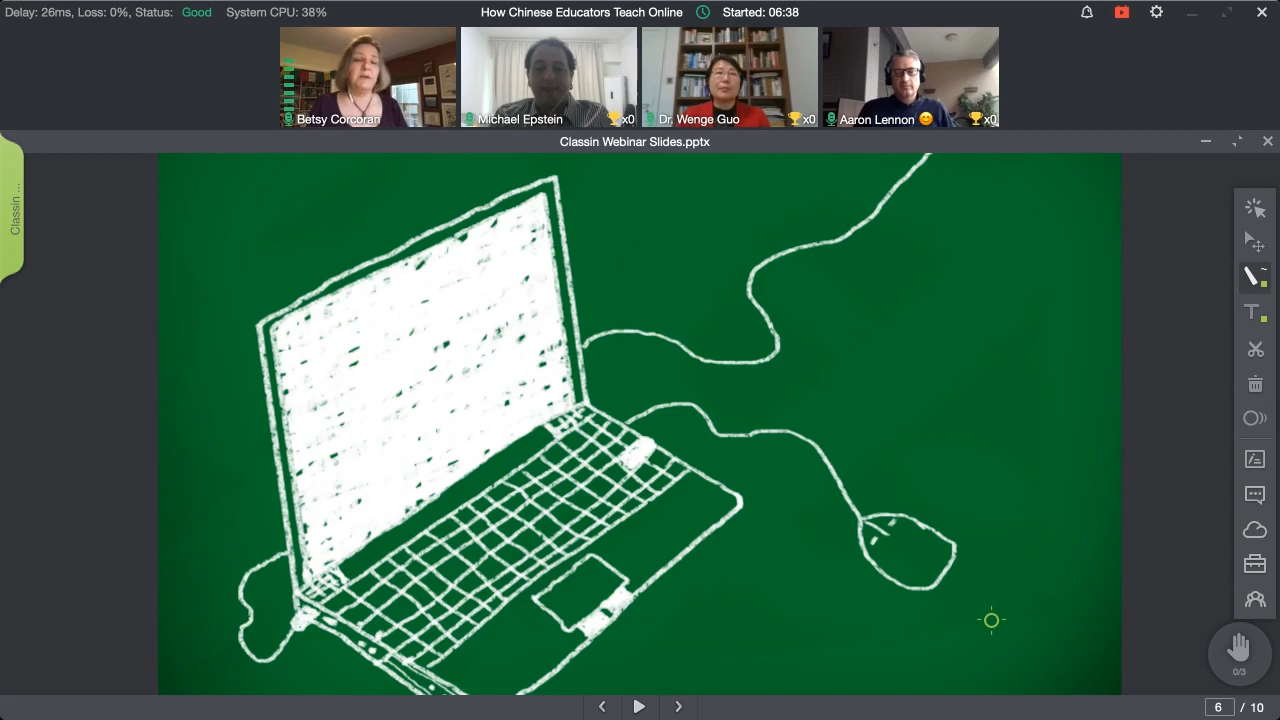 Delay: 26ms, Loss: 0%, Status: Good System CPU: 38% How Chinese Educators Teach Online Started: 06:38
Betsy Corcoran Michael Epstein x0 Dr. Wenge Guo x0 Aaron Lennon 😊 x0
Classin Webinar Slides.pptx
Classin ...
0/3
6 / 10